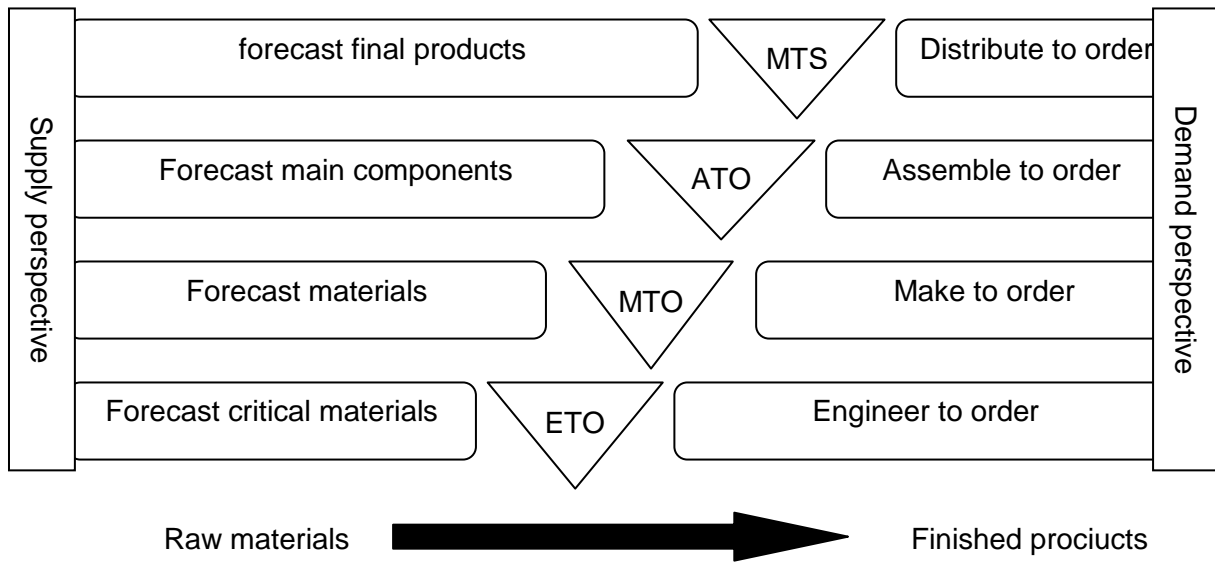 forecast final products
MTS
Distribute to order
Supply perspective
Demand perspective
Forecast main components
ATO
Assemble to order
Forecast materials
MTO
Make to order
Forecast critical materials
ETO
Engineer to order
Raw materials
Finished prociucts